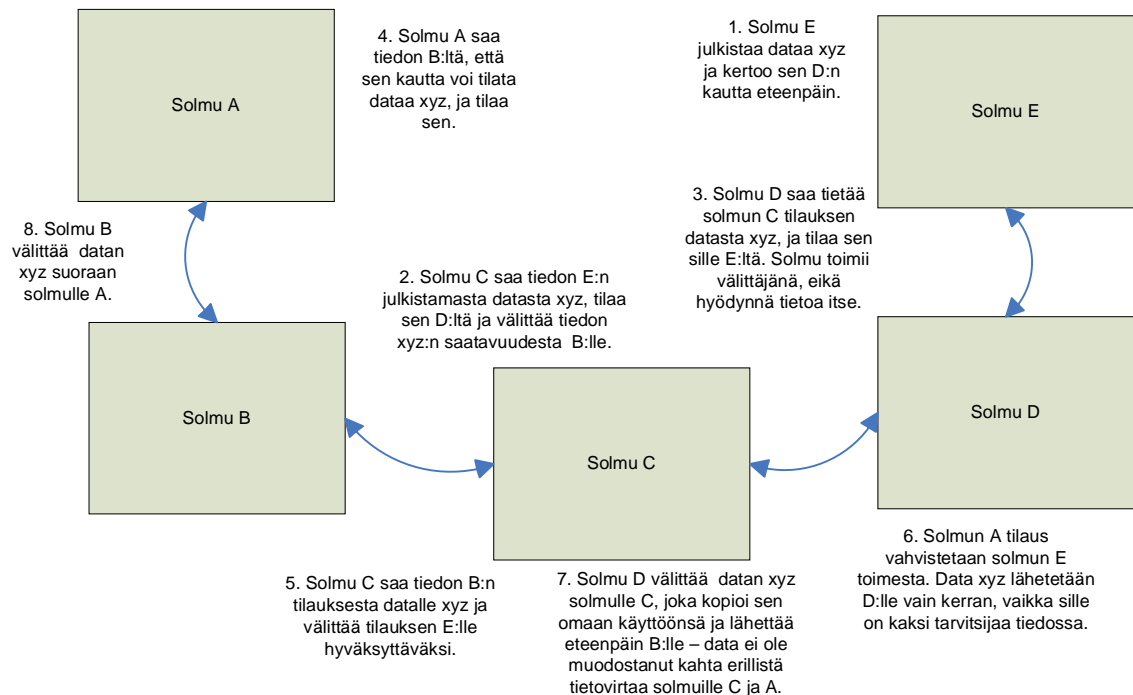 4. Solmu A saa
tiedon B:ltä, että
sen kautta voi tilata
dataa xyz, ja tilaa
sen.
1. Solmu E
julkistaa dataa xyz
ja kertoo sen D:n
kautta eteenpäin.
Solmu A
Solmu E
3. Solmu D saa tietää
solmun C tilauksen
datasta xyz, ja tilaa sen
sille E:ltä. Solmu toimii
välittäjänä, eikä
hyödynnä tietoa itse.
8. Solmu B
välittää datan
xyz suoraan
solmulle A.
2. Solmu C saa tiedon E:n
julkistamasta datasta xyz, tilaa
sen D:ltä ja välittää tiedon
xyz:n saatavuudesta B:lle.
Solmu B
Solmu C
Solmu D
5. Solmu C saa tiedon B:n
tilauksesta datalle xyz ja
välittää tilauksen E:lle
hyväksyttäväksi.
7. Solmu D välittää datan xyz
solmulle C, joka kopioi sen
omaan käyttöönsä ja lähettää
eteenpäin B:lle – data ei ole
muodostanut kahta erillistä
tietovirtaa solmuille C ja A.
6. Solmun A tilaus
vahvistetaan solmun E
toimesta. Data xyz lähetetään
D:lle vain kerran, vaikka sille
on kaksi tarvitsijaa tiedossa.